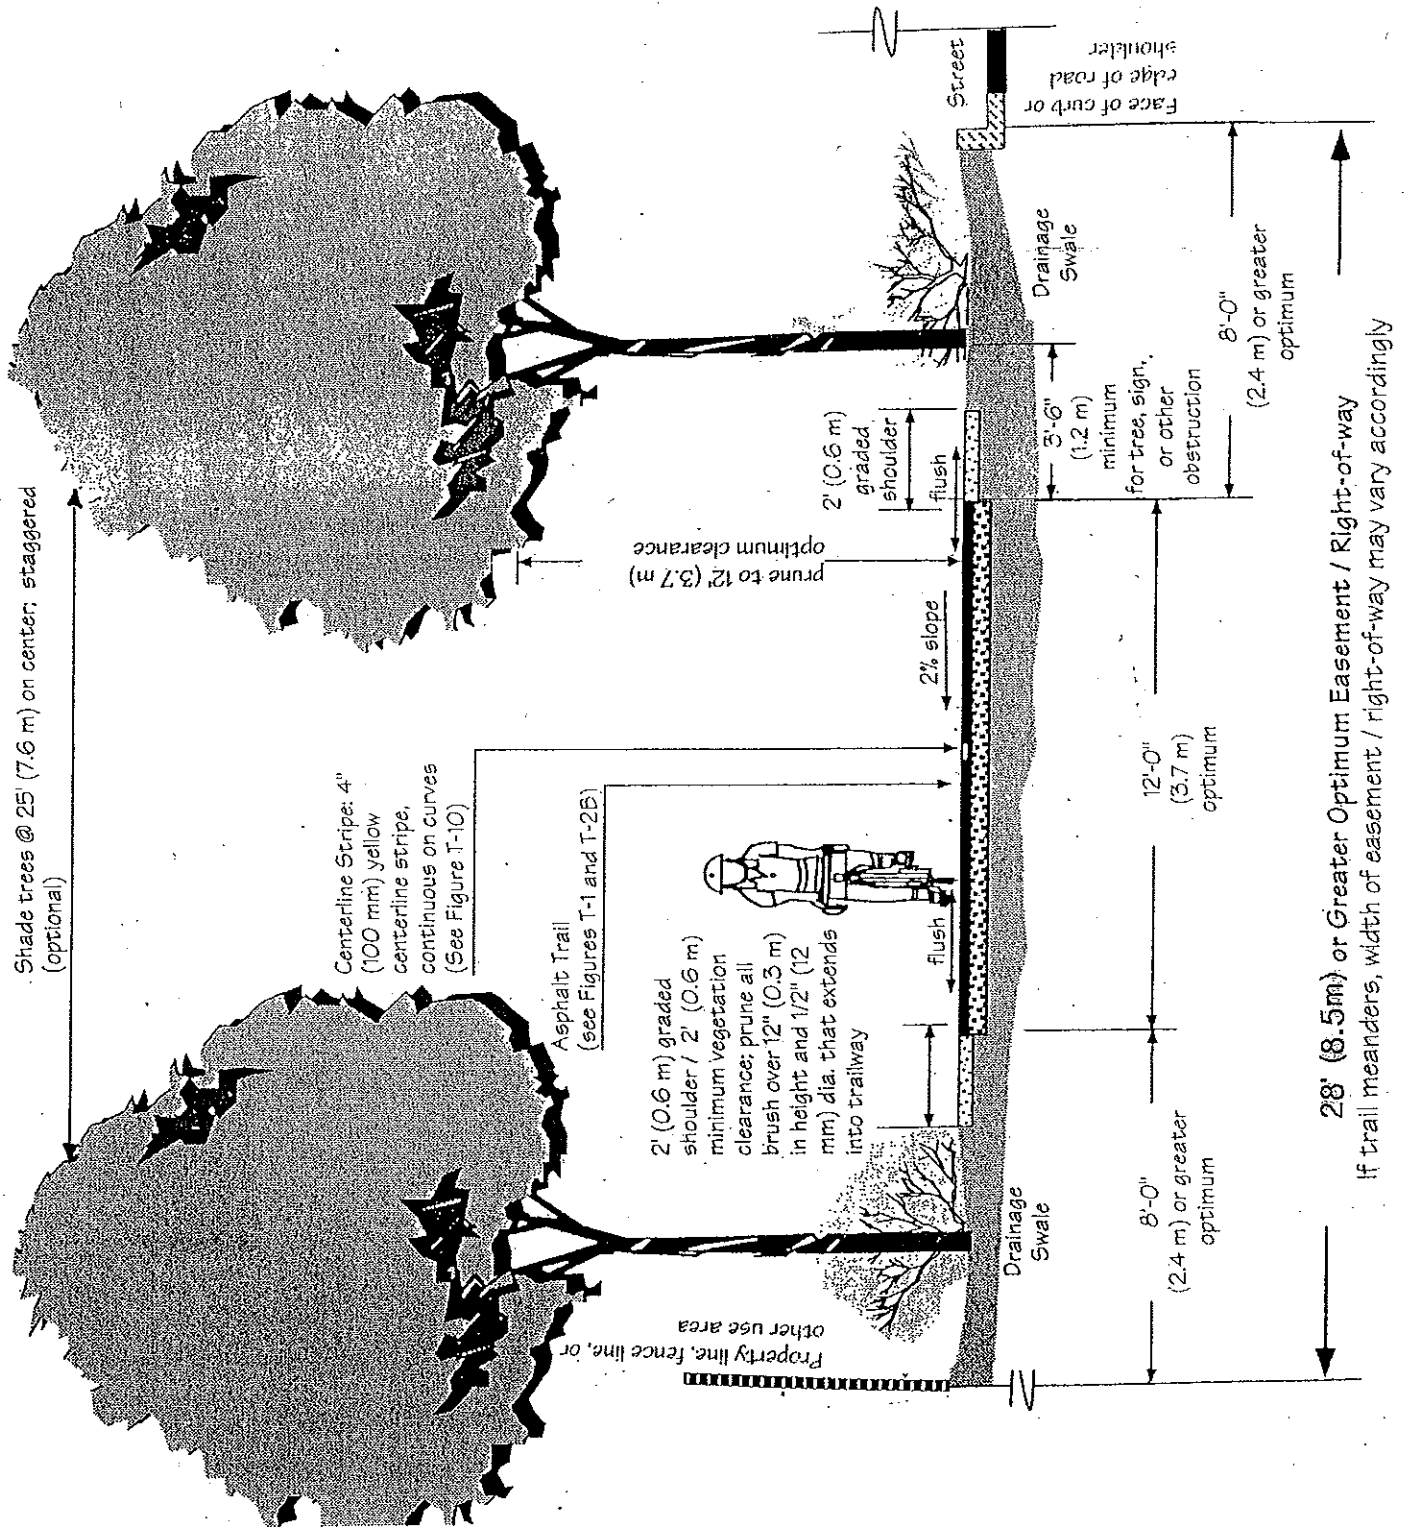 Shade trees @ 25' (7.6 m) on center; staggered
(optional)
Centerline Stripe: 4"
(100 mm) yellow
centerline stripe,
continuous on curves
(See Figure T-10)
Asphalt Trail
(see Figures T-1 and T-2B)
2' (0.6 m) graded
shoulder / 2' (0.6 m)
minimum vegetation
clearance; prune all
brush over 12" (0.3 m)
in height and 1/2" (12
mm) dia. that extends
into trailway
prune to 12' (3.7 m)
optimum clearance
2' (0.6 m)
graded
shoulder
Property line, fence line, or
other use area
flush
2% slope
flush
Street
Face of curb or
edge of road
shoulder
Drainage
Swale
Drainage
Swale
3'-6"
(1.2 m)
minimum
for tree, sign,
or other
obstruction
8'-0"
(2.4 m) or greater
optimum
12'-0"
(3.7 m)
optimum
8'-0"
(2.4 m) or greater
optimum
28' (8.5m) or Greater Optimum Easement / Right-of-way
If trail meanders, width of easement / right-of-way may vary accordingly